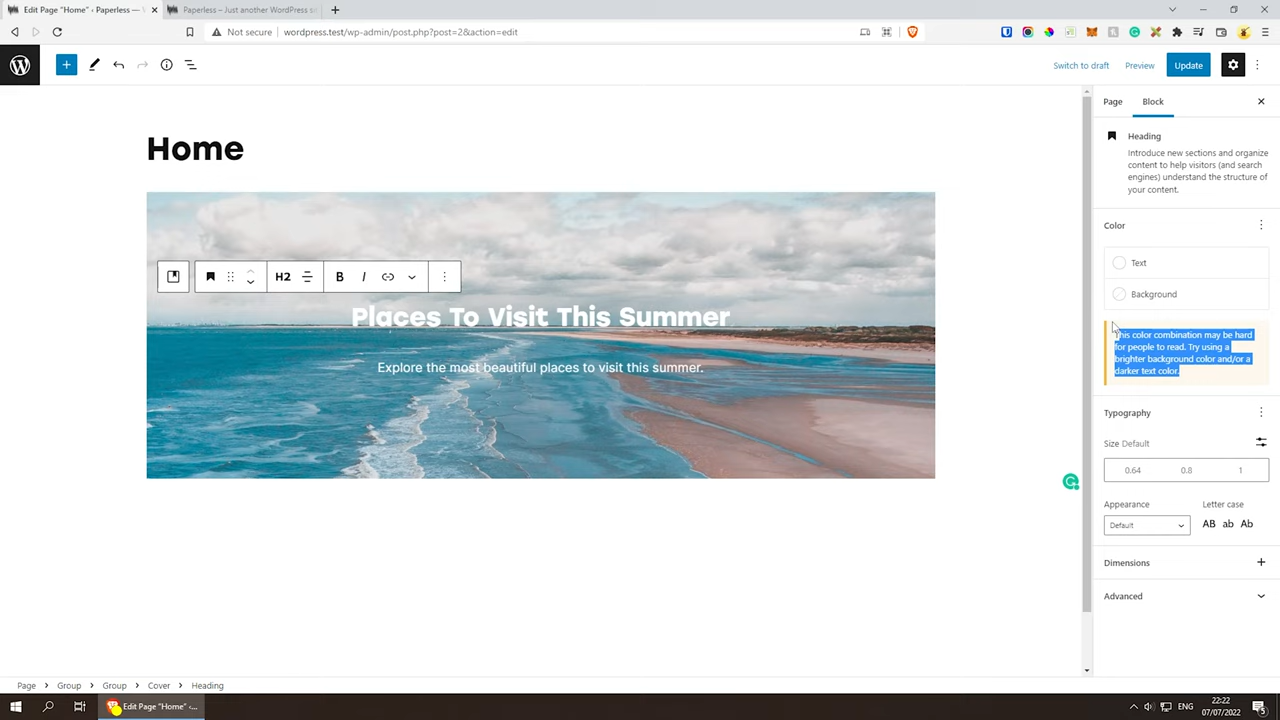 Edit Page "Home" ‹ Paperless — W
Paperless – Just another WordPress s
Not secure
wordpress.test/wp-admin/post.php?post=2&action=edit
Switch to draft
Preview
Update
Page
Block
Home
Heading
Introduce new sections and organize
content to help visitors (and search
engines) understand the structure of
your content.
Color
Text
Background
H2
B
I
Places To Visit This Summer
Explore the most beautiful places to visit this summer.
This color combination may be hard
for people to read. Try using a
brighter background color and/or a
darker text color.
Typography
Size Default
0.64
0.8
1
Appearance
Letter case
Default
AB ab Ab
Dimensions
Advanced
Page
Group
Group
Cover
Heading
Edit Page "Home" ‹...
ENG
22:22
07/07/2022
5